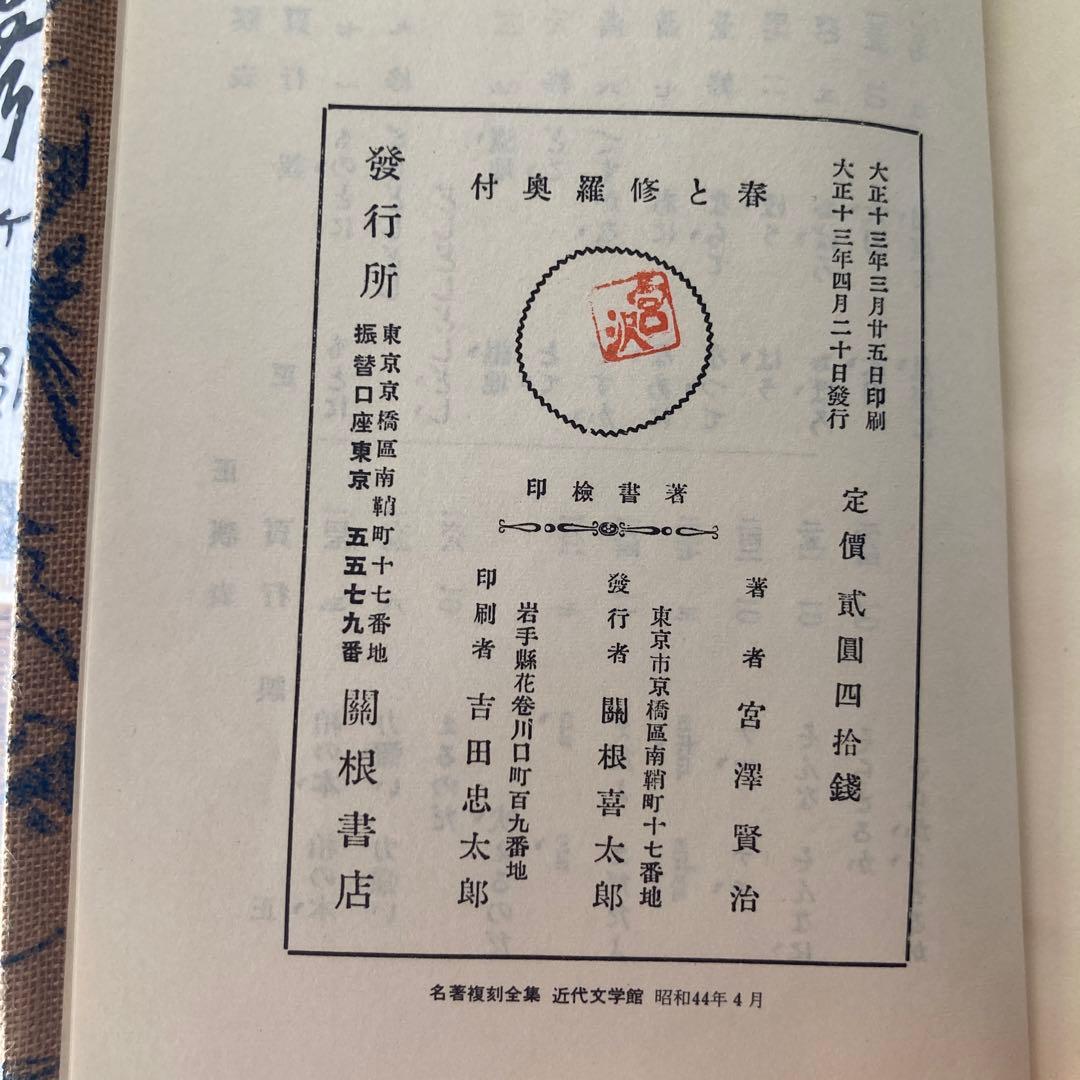 大正十三年三月廿五日印刷
大正十三年四月二十日發行
定價貳圓四拾錢
春と修羅奥付
宮沢
著書檢印
著者 宮澤賢治
東京市京橋區南鞘町十七番地
發行者 關根喜太郎
岩手縣花卷川口町百九番地
印刷者 吉田忠太郎
發行所
東京京橋區南鞘町十七番地
振替口座東京 五五七九番
關根書店
名著複刻全集 近代文学館 昭和44年4月